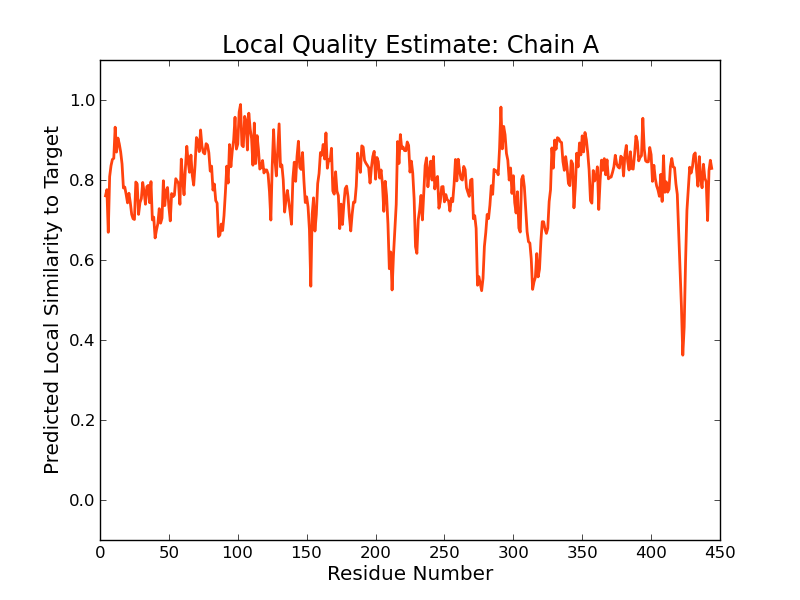 Local Quality Estimate: Chain A
Predicted Local Similarity to Target
1.0
0.8
0.6
0.4
0.2
0.0
0 50 100 150 200 250 300 350 400 450
Residue Number